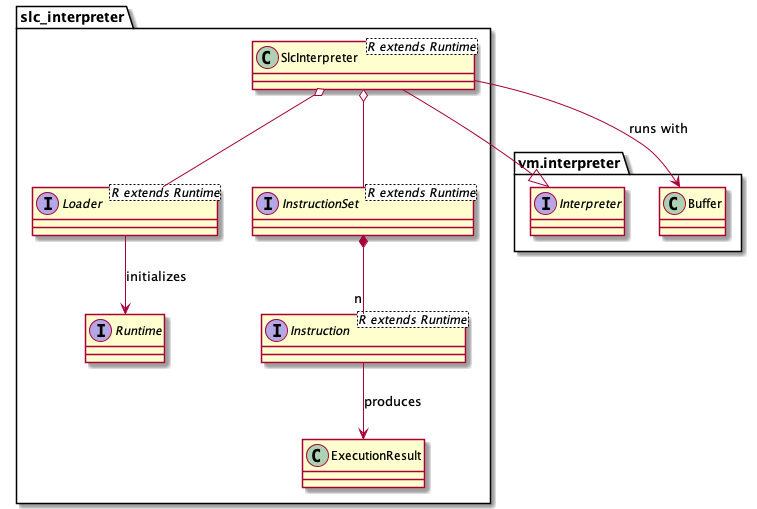 slc_interpreter
C SlcInterpreter R extends Runtime
runs with
vm.interpreter
I Loader R extends Runtime
I InstructionSet R extends Runtime
I Interpreter
C Buffer
initializes
n
I Runtime
I Instruction R extends Runtime
produces
C ExecutionResult